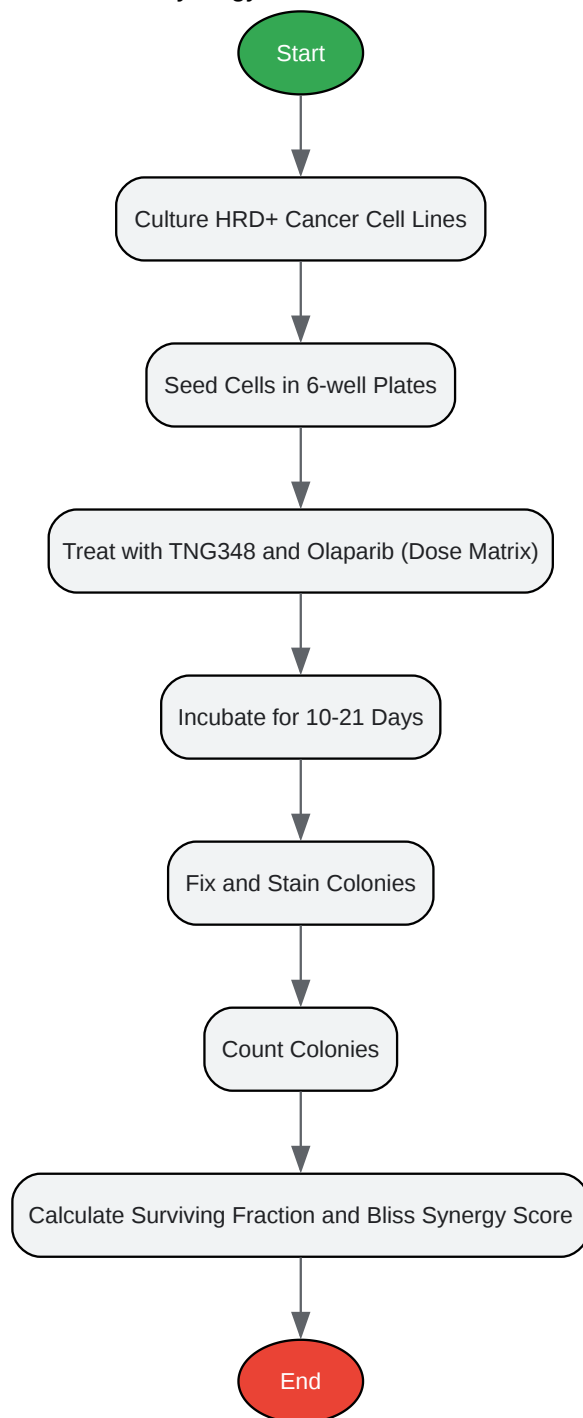 Start
Culture HRD+ Cancer Cell Lines
Seed Cells in 6-well Plates
Treat with TNG348 and Olaparib (Dose Matrix)
Incubate for 10-21 Days
Fix and Stain Colonies
Count Colonies
Calculate Surviving Fraction and Bliss Synergy Score
End